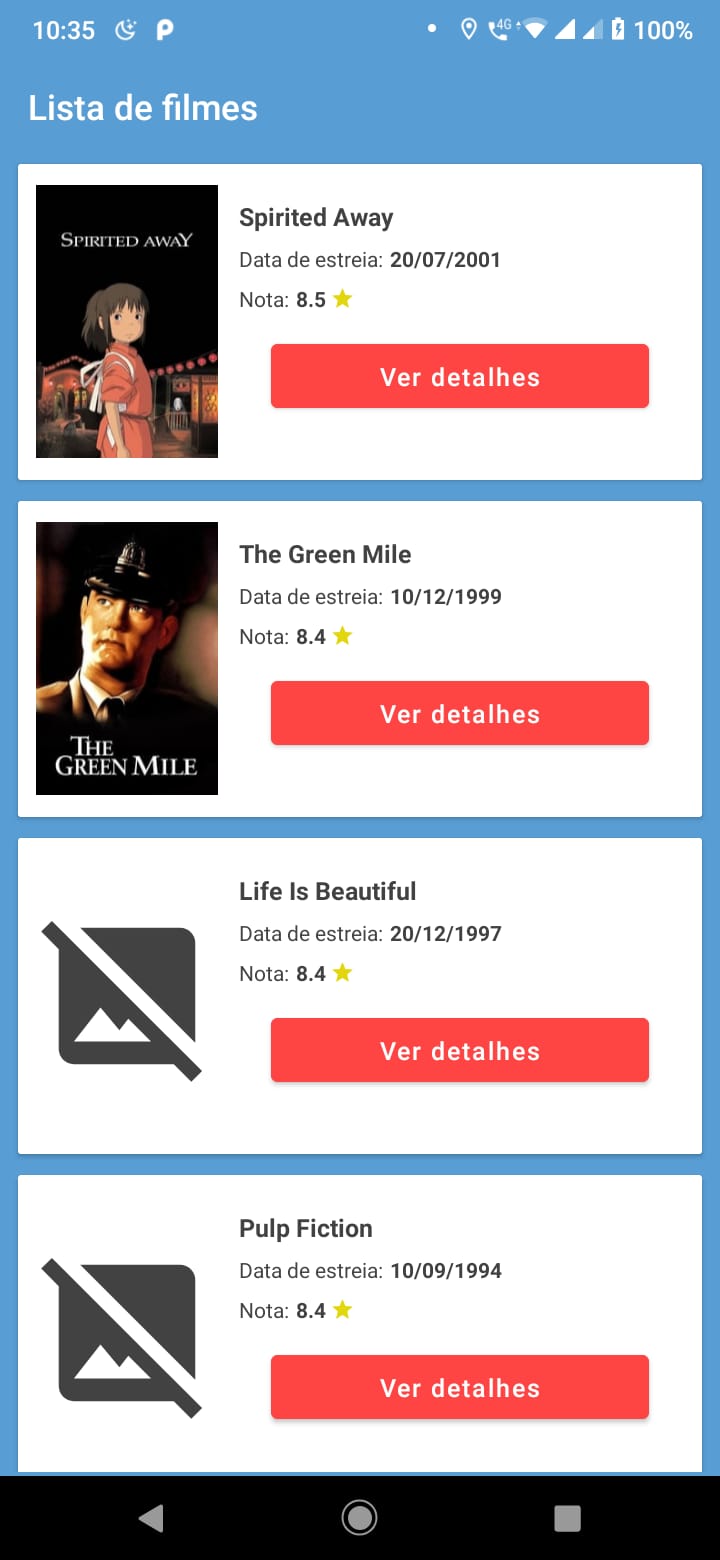 10:35 4G 100%
Lista de filmes
SPIRITED AWAY
Spirited Away
Data de estreia: 20/07/2001
Nota: 8.5
Ver detalhes
THE
GREEN MILE
The Green Mile
Data de estreia: 10/12/1999
Nota: 8.4
Ver detalhes
Life Is Beautiful
Data de estreia: 20/12/1997
Nota: 8.4
Ver detalhes
Pulp Fiction
Data de estreia: 10/09/1994
Nota: 8.4
Ver detalhes